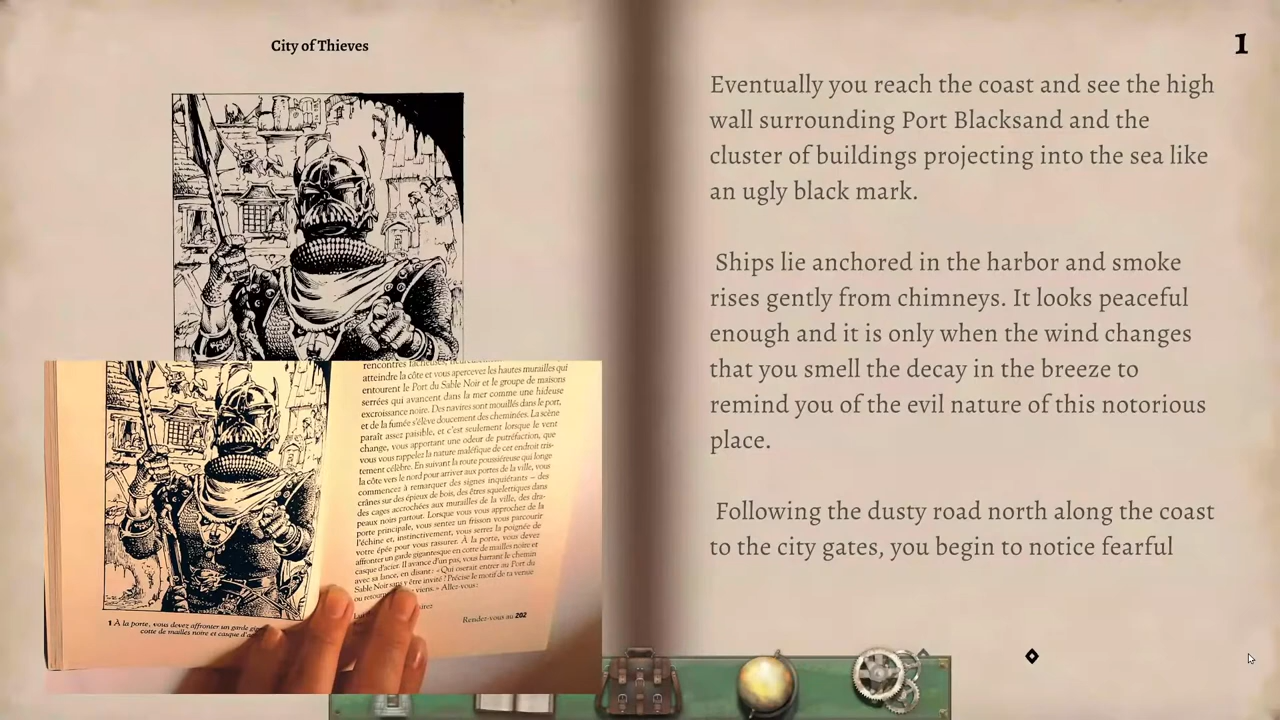 City of Thieves
1
Eventually you reach the coast and see the high
wall surrounding Port Blacksand and the
cluster of buildings projecting into the sea like
an ugly black mark.
Ships lie anchored in the harbor and smoke
rises gently from chimneys. It looks peaceful
enough and it is only when the wind changes
that you smell the decay in the breeze to
remind you of the evil nature of this notorious
place.
Following the dusty road north along the coast
to the city gates, you begin to notice fearful
atteindre la côte et vous apercevez les hautes murailles qui
entourent le Port du Sable Noir et le groupe de maisons
serrées qui avancent dans la mer comme une hideuse
excroissance noire. Des navires sont mouillés dans le port,
et de la fumée s'élève doucement des cheminées. La scène
paraît assez paisible, et c'est seulement lorsque le vent
change, vous apportant une odeur de putréfaction, que
vous vous rappelez la nature maléfique de cet endroit tris-
tement célèbre. En suivant la route poussiéreuse qui longe
la côte vers le nord pour arriver aux portes de la ville, vous
commencez à remarquer des signes inquiétants – des
crânes sur des épieux de bois, des êtres squelettiques dans
des cages accrochées aux murailles de la ville, des dra-
peaux noirs partout. Lorsque vous vous approchez de la
porte principale, vous sentez un frisson vous parcourir
l'échine et, instinctivement, vous serrez la poignée de
votre épée pour vous rassurer. À la porte, vous devez
affronter un garde gigantesque en cotte de mailles noire et
casque d'acier. Il avance d'un pas, vous barrant le chemin
avec sa lance, en disant : « Qui oserait entrer au Port du
Sable Noir sans y être invité ? Précise le motif de ta venue
ou viens. » Allez-vous :
Rendez-vous au 202
1 À la porte, vous devez affronter un garde
cotte de mailles noire et casque